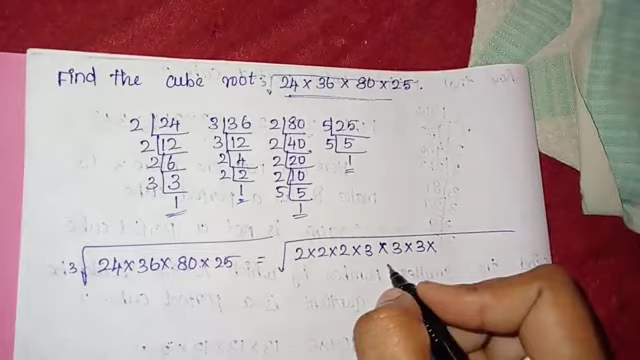 Find the cube root ∛24×36×80×25.
2 |24 3 |36 2 |80 5 |25
2 |12 3 |12 2 |40 5 |5
2 |6 2 |4 2 |20 1
3 |3 2 |2 2 |10
1 1 5 |5
1
∛24×36×80×25 = √2×2×2×3×3×3×